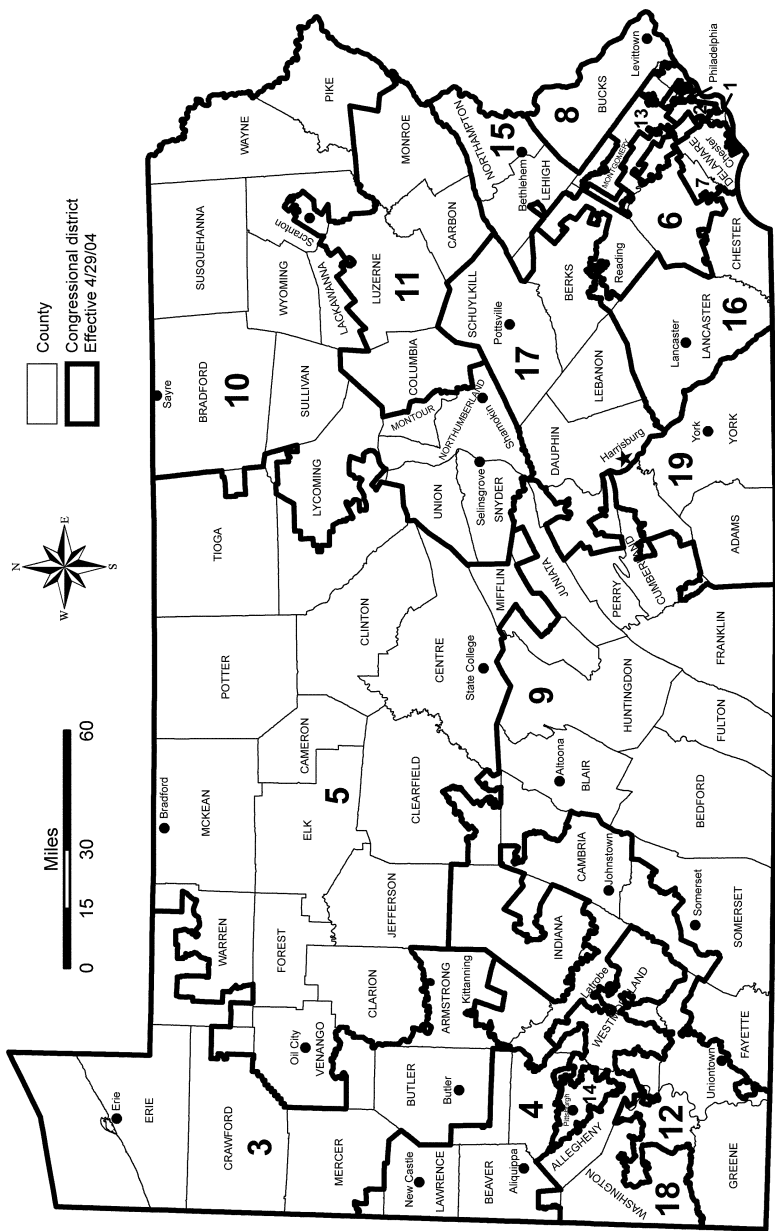 County
Congressional district
Effective 4/29/04
N
E
S
W
Miles
0
15
30
60
Erie
ERIE
CRAWFORD
3
MERCER
WARREN
FOREST
Oil City
VENANGO
CLARION
BUTLER
Butler
New Castle
LAWRENCE
BEAVER
Aliquippa
4
ARMSTRONG
Kittanning
Bradford
MCKEAN
POTTER
ELK
CAMERON
5
JEFFERSON
CLEARFIELD
CLINTON
CENTRE
State College
TIOGA
LYCOMING
Sayre
BRADFORD
10
SULLIVAN
SUSQUEHANNA
WYOMING
LACKAWANNA
Scranton
WAYNE
PIKE
MONROE
LUZERNE
11
CARBON
COLUMBIA
MONTOUR
NORTHUMBERLAND
Shamokin
UNION
Selinsgrove
SNYDER
MIFFLIN
JUNIATA
PERRY
CUMBERLAND
DAUPHIN
Harrisburg
LEBANON
SCHUYLKILL
Pottsville
17
NORTHAMPTON
15
Bethlehem
LEHIGH
BERKS
Reading
8
BUCKS
Levittown
MONTGOMERY
13
Philadelphia
2
1
DELAWARE
Chester
7
6
CHESTER
Lancaster
LANCASTER
16
York
YORK
19
ADAMS
FRANKLIN
FULTON
HUNTINGDON
9
Altoona
BLAIR
BEDFORD
CAMBRIA
Johnstown
Somerset
SOMERSET
INDIANA
Latrobe
WESTMORELAND
Pittsburgh
14
ALLEGHENY
WASHINGTON
18
12
Uniontown
FAYETTE
GREENE